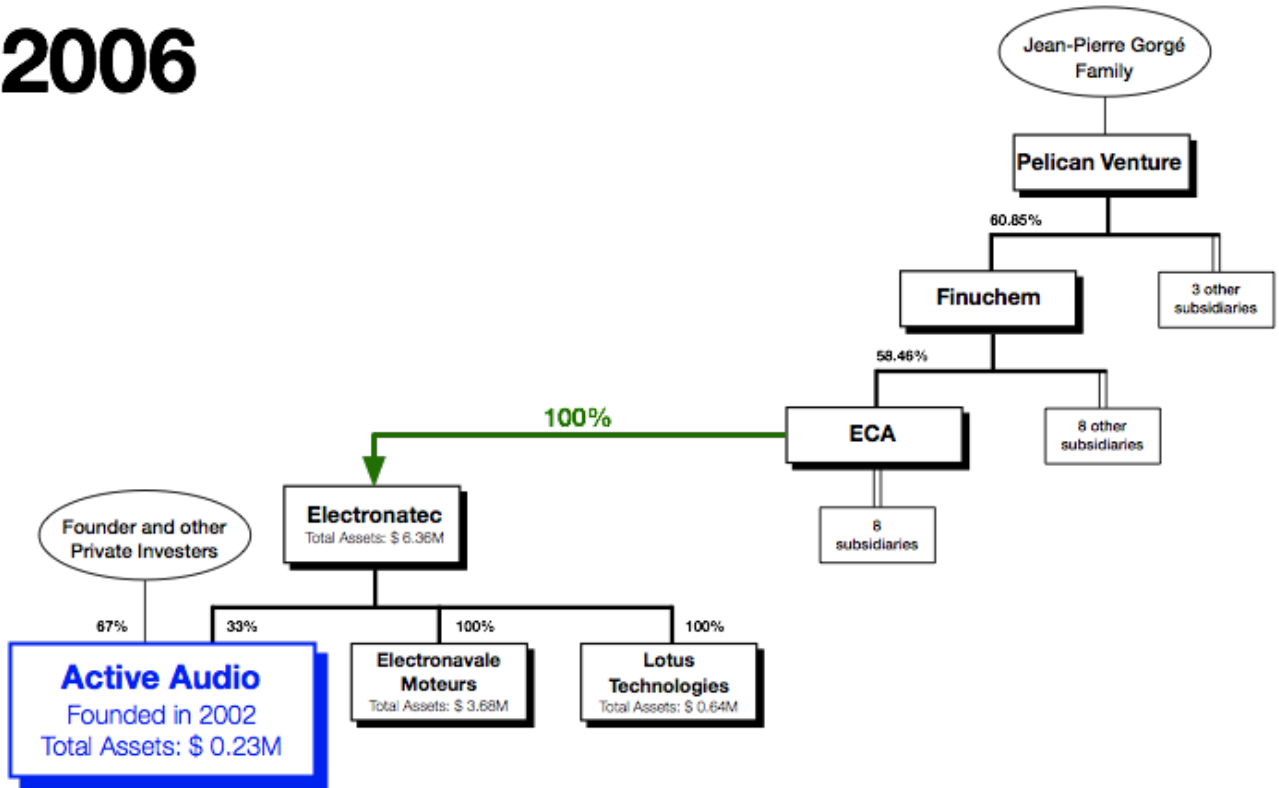 2006
Jean-Pierre Gorgé
Family
Pelican Venture
60.85%
Finuchem
3 other
subsidiaries
58.46%
100%
ECA
8 other
subsidiaries
Electronatec
Total Assets: $ 6.36M
Founder and other
Private Investers
8
subsidiaries
67%
33%
100%
100%
Active Audio
Founded in 2002
Total Assets: $ 0.23M
Electronavale
Moteurs
Total Assets: $ 3.68M
Lotus
Technologies
Total Assets: $ 0.64M